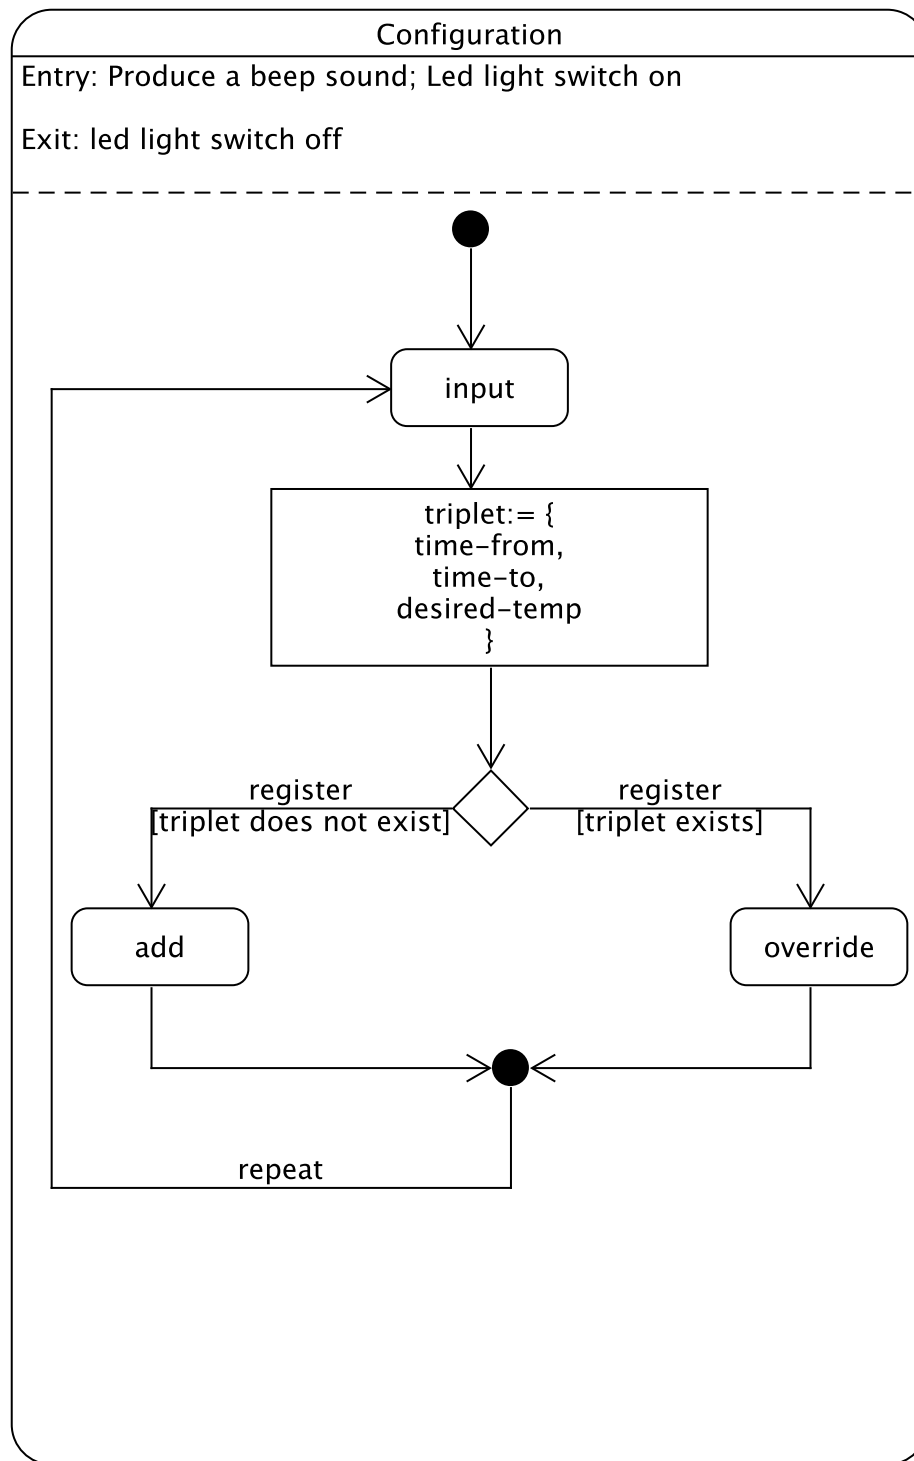 Configuration
Entry: Produce a beep sound; Led light switch on
Exit: led light switch off
input
triplet:= {
time-from,
time-to,
desired-temp
}
register
[triplet does not exist]
register
[triplet exists]
add
override
repeat